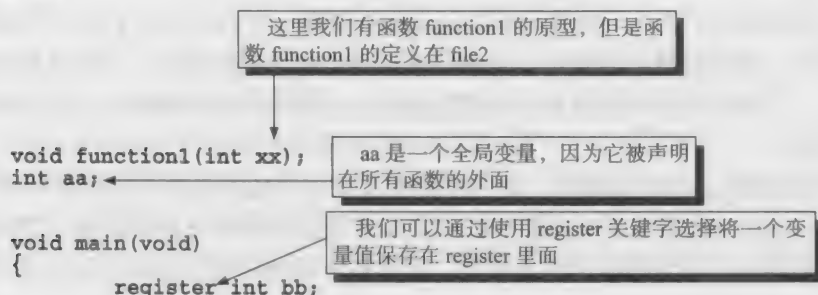 这里我们有函数 function1 的原型，但是函
数 function1 的定义在 file2
void function1(int xx);
int aa;
aa 是一个全局变量，因为它被声明
在所有函数的外面
我们可以通过使用 register 关键字选择将一个变
量值保存在 register 里面
void main(void)
{
register int bb;